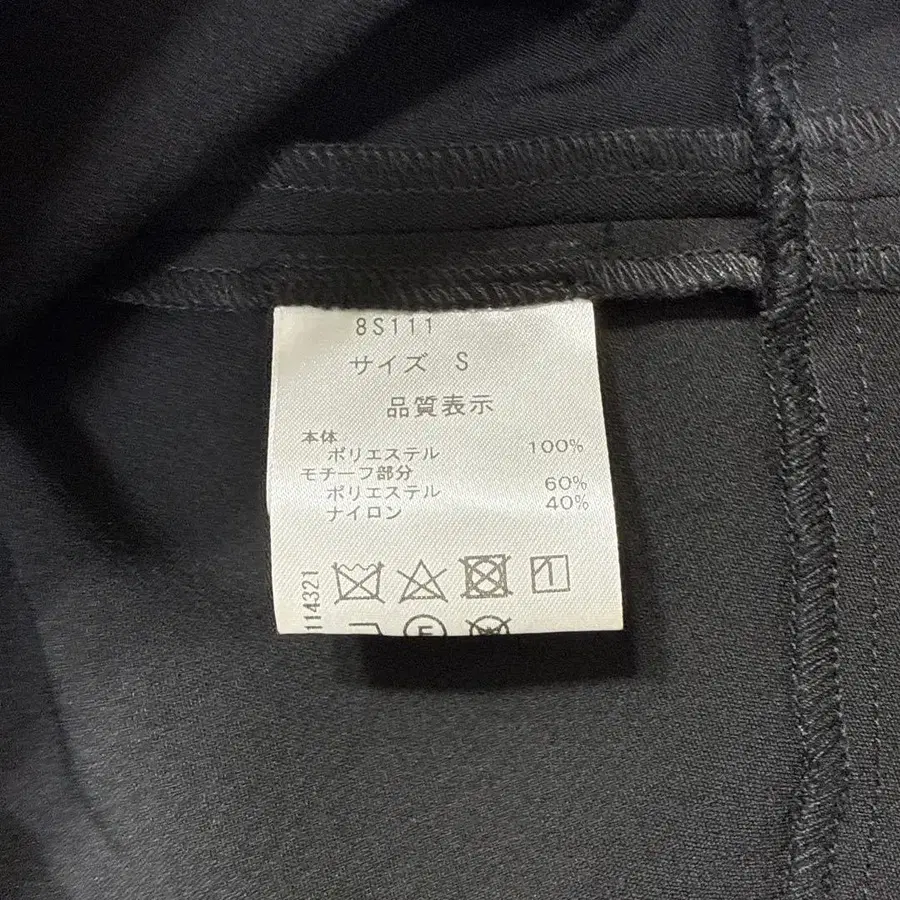 8S111
サイズ S
品質表示
本体
ポリエステル 100%
モチーフ部分
ポリエステル 60%
ナイロン 40%
114321